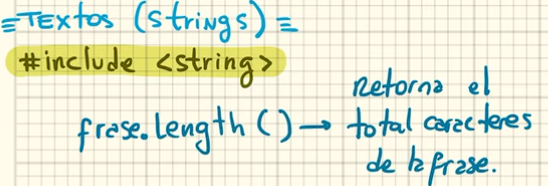 =Textos (strings)=
#include <string>
frase.length() → Retorna el
total caracteres
de la frase.